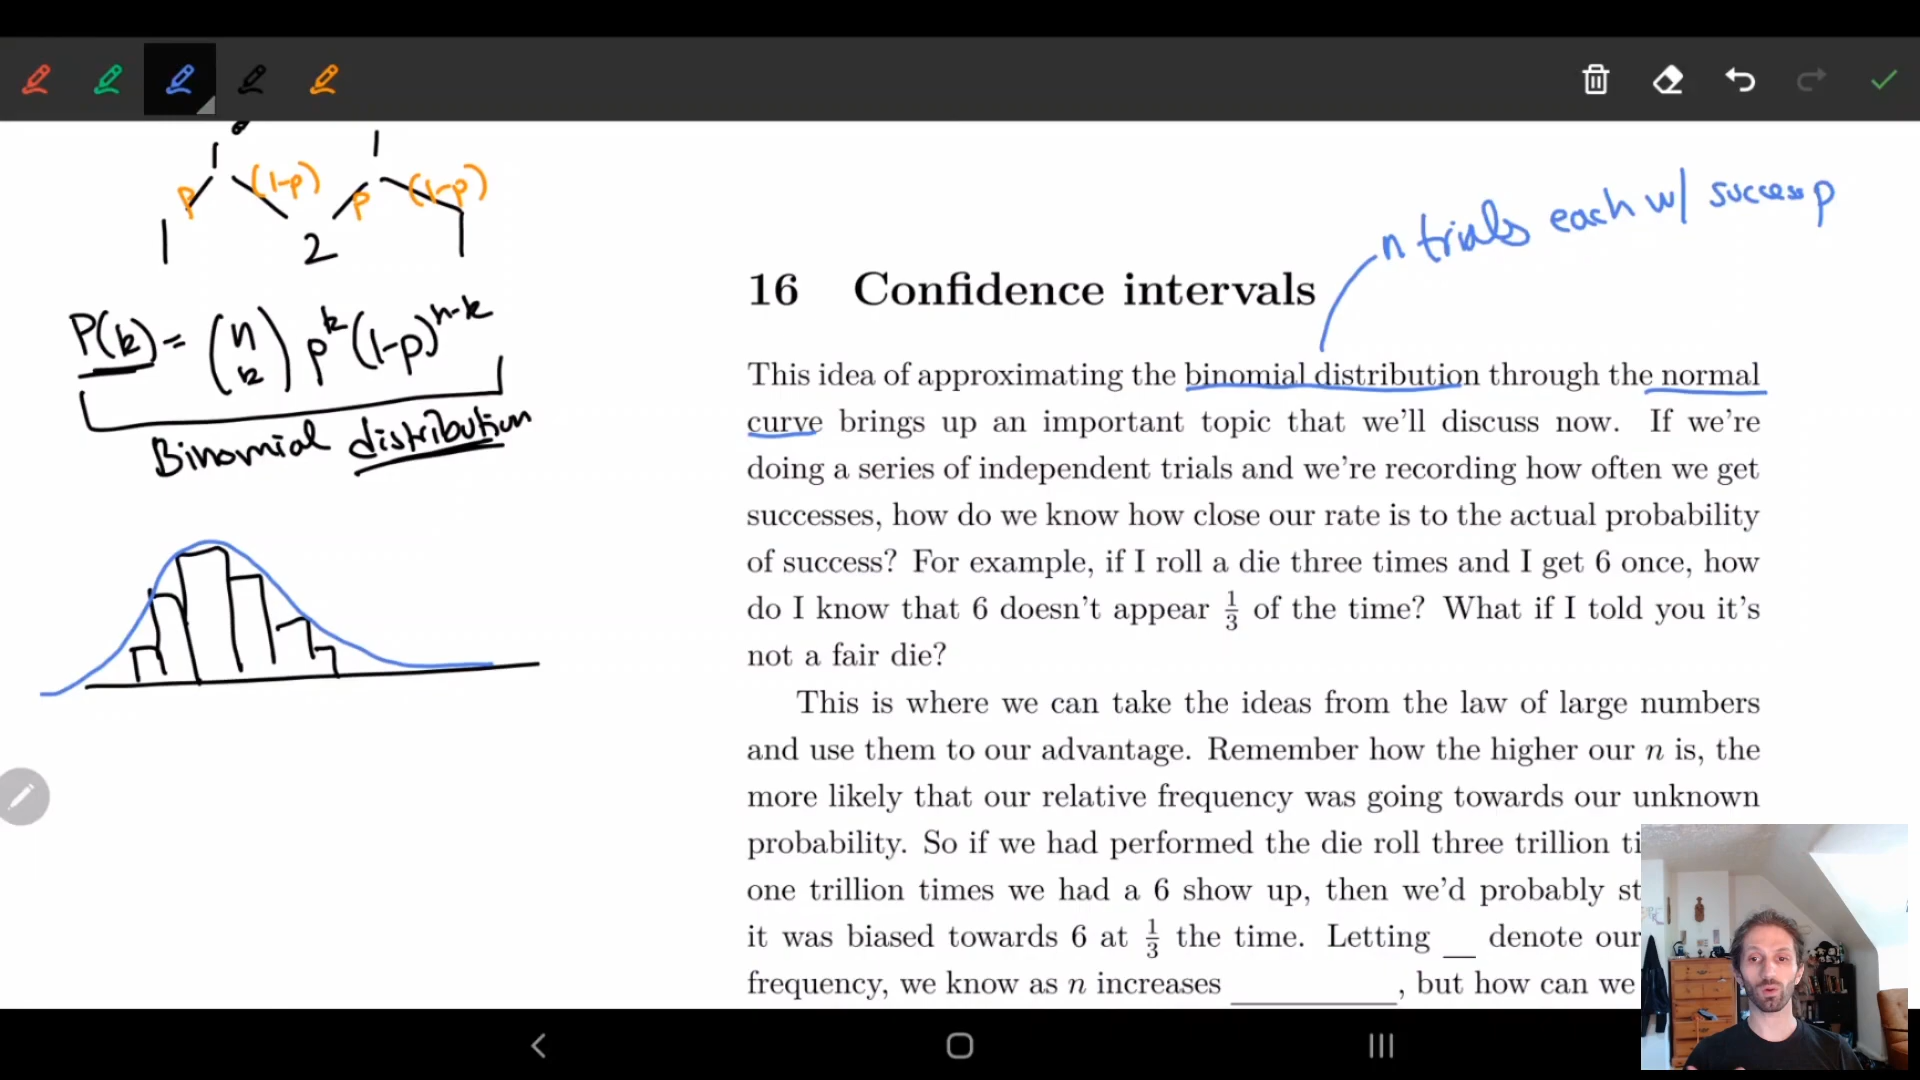 1 1
p (1-p) p (1-p)
1 2 1
P(k) = (n k) p^k (1-p)^n-k
Binomial distribution
n trials each w/ success p
16 Confidence intervals
This idea of approximating the binomial distribution through the normal
curve brings up an important topic that we'll discuss now. If we're
doing a series of independent trials and we're recording how often we get
successes, how do we know how close our rate is to the actual probability
of success? For example, if I roll a die three times and I get 6 once, how
do I know that 6 doesn't appear 1/3 of the time? What if I told you it's
not a fair die?
This is where we can take the ideas from the law of large numbers
and use them to our advantage. Remember how the higher our n is, the
more likely that our relative frequency was going towards our unknown
probability. So if we had performed the die roll three trillion ti
one trillion times we had a 6 show up, then we'd probably st
it was biased towards 6 at 1/3 the time. Letting __ denote our
frequency, we know as n increases ________, but how can we